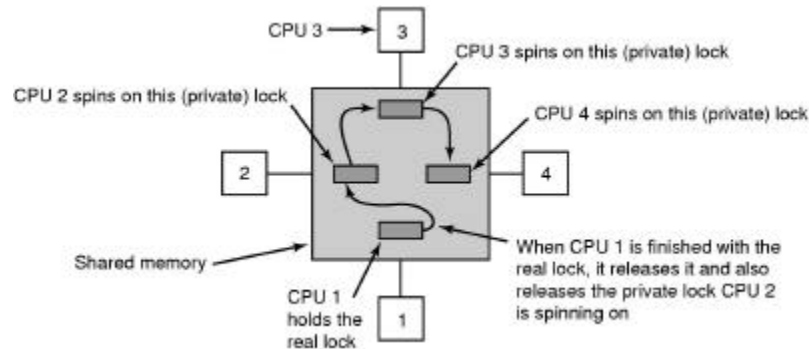 CPU 3
3
CPU 3 spins on this (private) lock
CPU 2 spins on this (private) lock
CPU 4 spins on this (private) lock
2
4
Shared memory
When CPU 1 is finished with the
real lock, it releases it and also
releases the private lock CPU 2
is spinning on
CPU 1
holds the
real lock
1